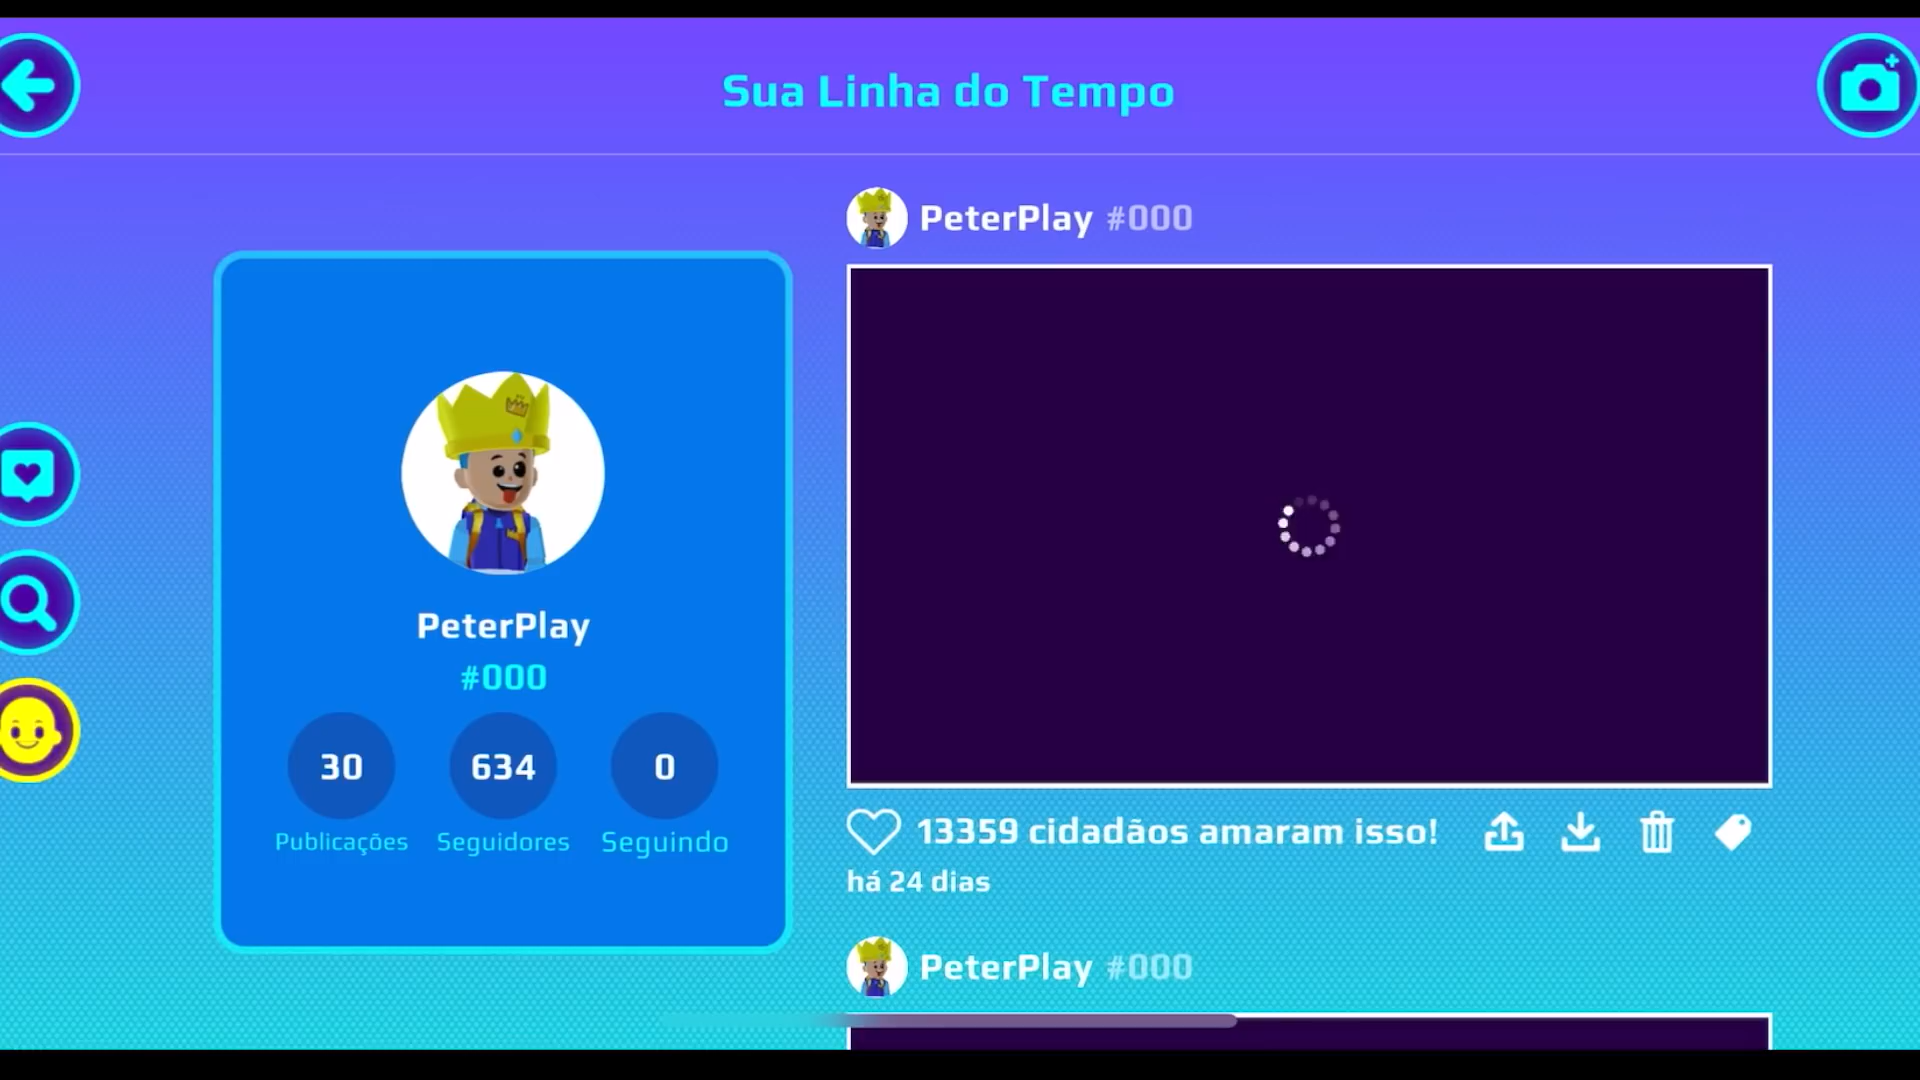 Sua Linha do Tempo
PeterPlay #000
PeterPlay
#000
30
634
0
Publicações
Seguidores
Seguindo
13359 cidadãos amaram isso!
há 24 dias
PeterPlay #000